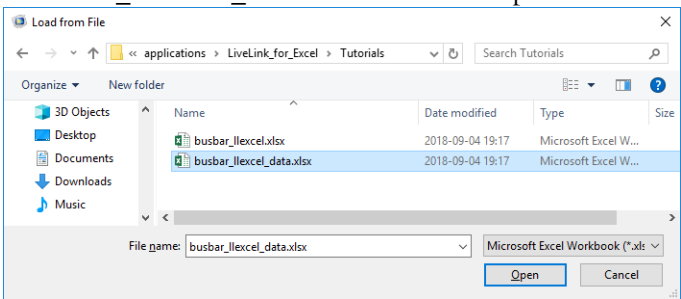 Load from File
« applications > LiveLink_for_Excel > Tutorials
Search Tutorials
Organize
New folder
Name Date modified Type Size
3D Objects
Desktop
Documents
Downloads
Music
busbar_llexcel.xlsx 2018-09-04 19:17 Microsoft Excel W...
busbar_llexcel_data.xlsx 2018-09-04 19:17 Microsoft Excel W...
File name: busbar_llexcel_data.xlsx
Microsoft Excel Workbook (*.xls
Open Cancel